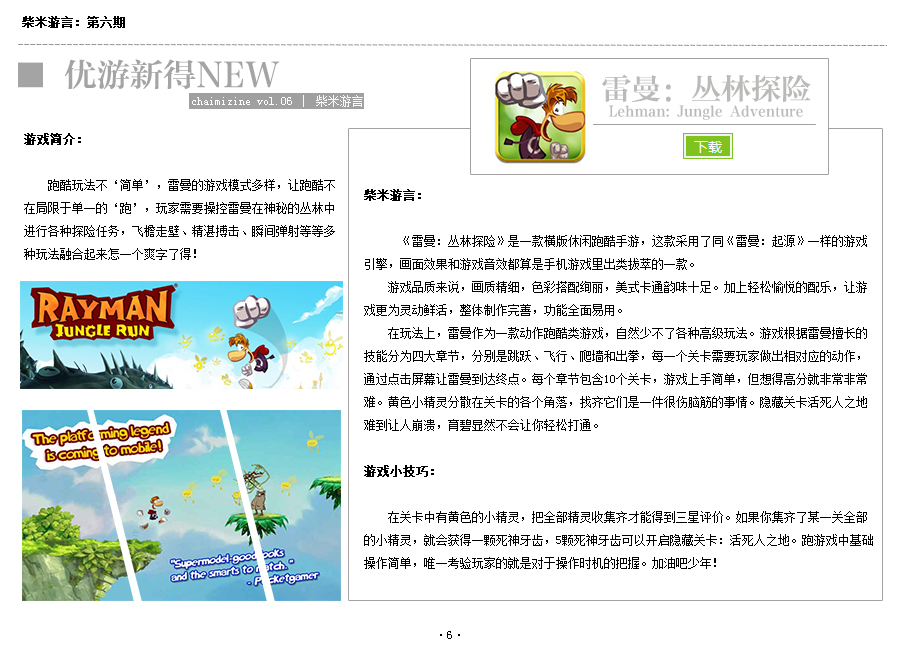 柴米游言：第六期
优游新得NEW
chaimizine vol.06 | 柴米游言
雷曼：丛林探险
Lehman: Jungle Adventure
下载
游戏简介：
跑酷玩法不‘简单’，雷曼的游戏模式多样，让跑酷不
在局限于单一的‘跑’，玩家需要操控雷曼在神秘的丛林中
进行各种探险任务，飞檐走壁、精湛搏击、瞬间弹射等等多
种玩法融合起来怎一个爽字了得！
RAYMAN
JUNGLE RUN
The platforming legend
is coming to mobile!
"Supermodel-good looks
and the smarts to match."
- Pocketgamer
柴米游言：
《雷曼：丛林探险》是一款横版休闲跑酷手游，这款采用了同《雷曼：起源》一样的游戏
引擎，画面效果和游戏音效都算是手机游戏里出类拔萃的一款。
游戏品质来说，画质精细，色彩搭配绚丽，美式卡通韵味十足。加上轻松愉悦的配乐，让游
戏更为灵动鲜活，整体制作完善，功能全面易用。
在玩法上，雷曼作为一款动作跑酷类游戏，自然少不了各种高级玩法。游戏根据雷曼擅长的
技能分为四大章节，分别是跳跃、飞行、爬墙和出拳，每一个关卡需要玩家做出相对应的动作，
通过点击屏幕让雷曼到达终点。每个章节包含10个关卡，游戏上手简单，但想得高分就非常非常
难。黄色小精灵分散在关卡的各个角落，找齐它们是一件很伤脑筋的事情。隐藏关卡活死人之地
难到让人崩溃，育碧显然不会让你轻松打通。
游戏小技巧：
在关卡中有黄色的小精灵，把全部精灵收集齐才能得到三星评价。如果你集齐了某一关全部
的小精灵，就会获得一颗死神牙齿，5颗死神牙齿可以开启隐藏关卡：活死人之地。跑游戏中基础
操作简单，唯一考验玩家的就是对于操作时机的把握。加油吧少年！
·6·